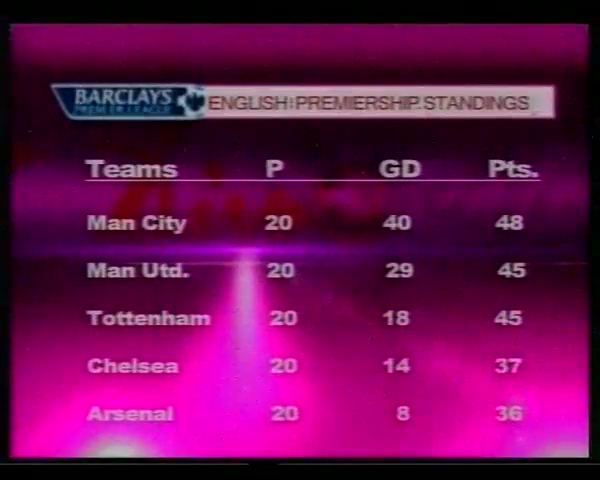 BARCLAYS
PREMIER LEAGUE
ENGLISH PREMIERSHIP STANDINGS
Teams P GD Pts.
Man City 20 40 48
Man Utd. 20 29 45
Tottenham 20 18 45
Chelsea 20 14 37
Arsenal 20 8 36